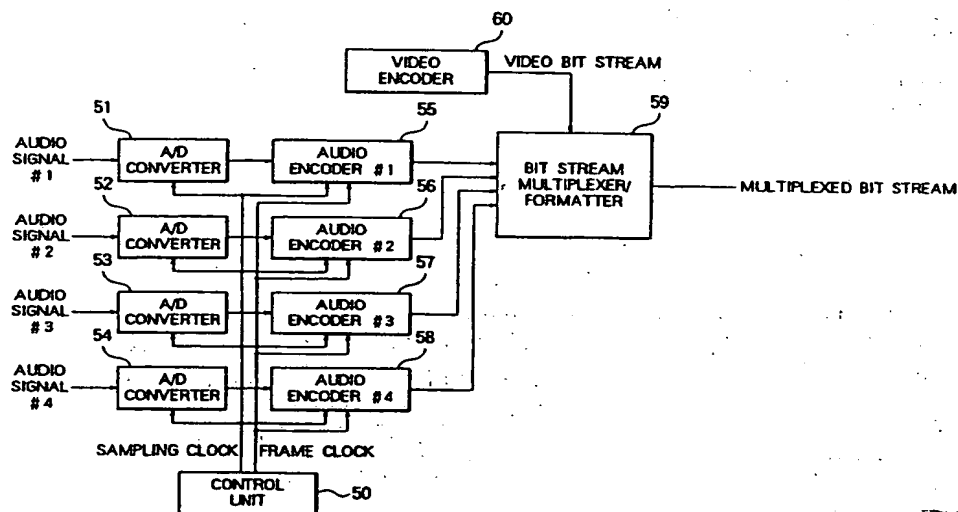 60
VIDEO
ENCODER
VIDEO BIT STREAM
59
BIT STREAM
MULTIPLEXER/
FORMATTER
MULTIPLEXED BIT STREAM
51
55
AUDIO
SIGNAL
#1
A/D
CONVERTER
AUDIO
ENCODER #1
52
56
AUDIO
SIGNAL
#2
A/D
CONVERTER
AUDIO
ENCODER #2
53
57
AUDIO
SIGNAL
#3
A/D
CONVERTER
AUDIO
ENCODER #3
54
58
AUDIO
SIGNAL
#4
A/D
CONVERTER
AUDIO
ENCODER #4
SAMPLING CLOCK
FRAME CLOCK
CONTROL
UNIT
50